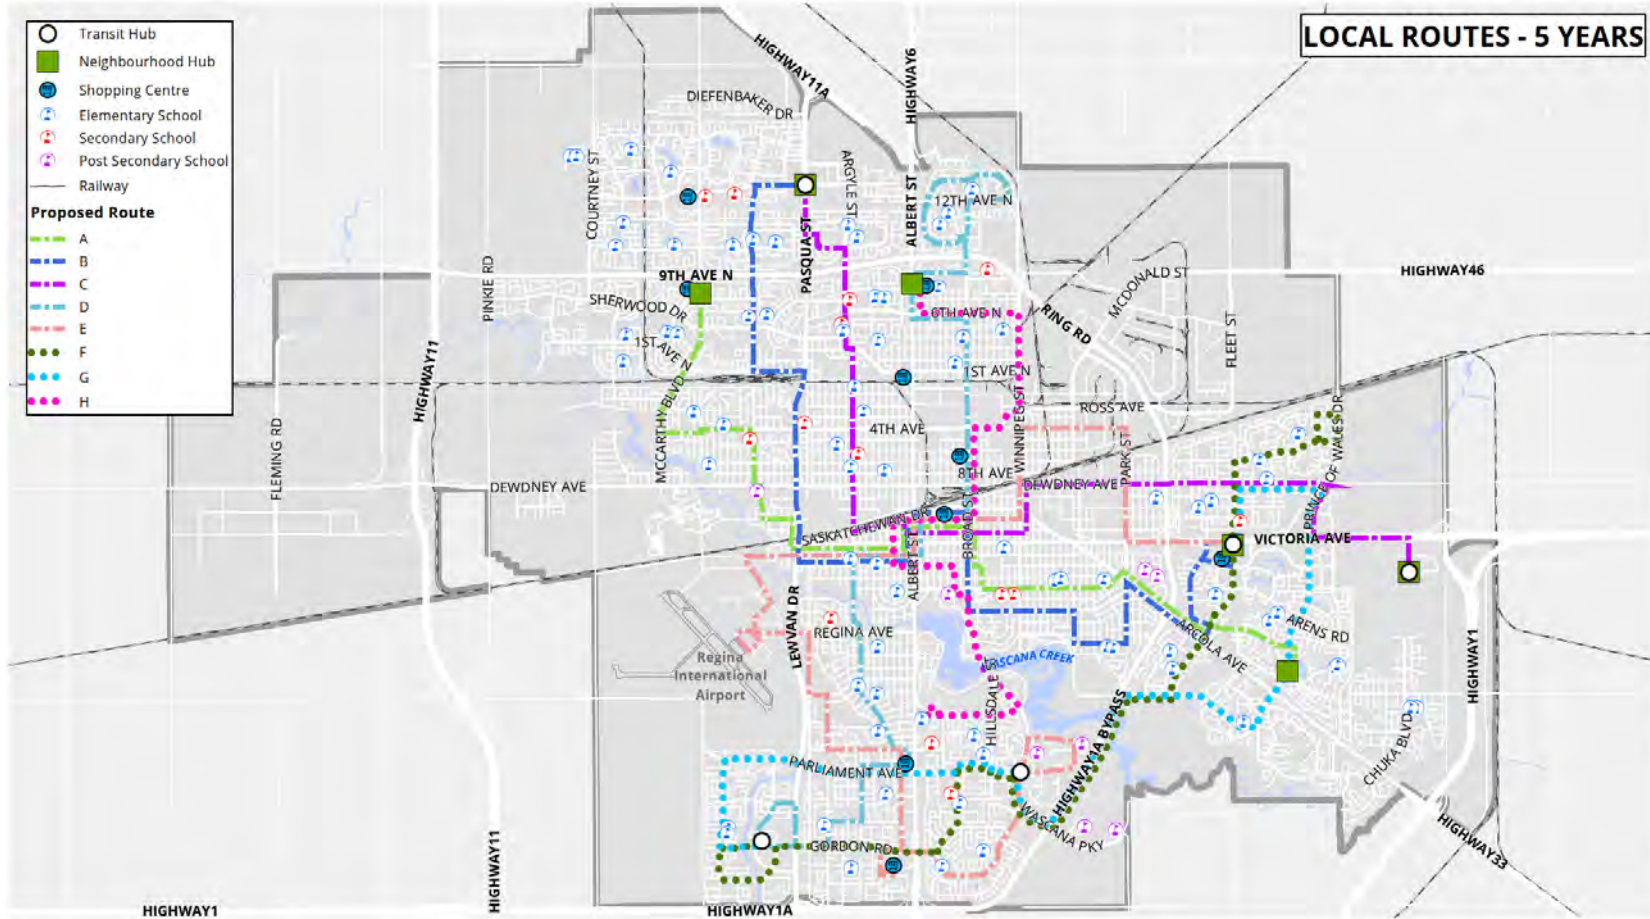 LOCAL ROUTES - 5 YEARS
Transit Hub
Neighbourhood Hub
Shopping Centre
Elementary School
Secondary School
Post Secondary School
Railway
Proposed Route
A
B
C
D
E
F
G
H
HIGHWAY11A
HIGHWAY6
DIEFENBAKER DR
COURTNEY ST
ARGYLE ST
ALBERT ST
12TH AVE N
PASQUA ST
PINKIE RD
9TH AVE N
SHERWOOD DR
1ST AVE N
6TH AVE N
RING RD
MCDONALD ST
HIGHWAY46
FLEET ST
HIGHWAY11
MCCARTHY BLVD N
1ST AVE N
WINNIPEG ST
ROSS AVE
4TH AVE
PARK ST
PRINCE OF WALES DR
FLEMING RD
DEWDNEY AVE
8TH AVE
DEWDNEY AVE
SASKATCHEWAN DR
ALBERT ST
BROAD ST
VICTORIA AVE
LEWVAN DR
REGINA AVE
Regina
International
Airport
WASCANA CREEK
HILLSDALE ST
ARCOLA AVE
ARENS RD
HIGHWAY1
HIGHWAY1A BYPASS
CHUKA BLVD
PARLIAMENT AVE
WASCANA PKY
GORDON RD
HIGHWAY33
HIGHWAY11
HIGHWAY1
HIGHWAY1A